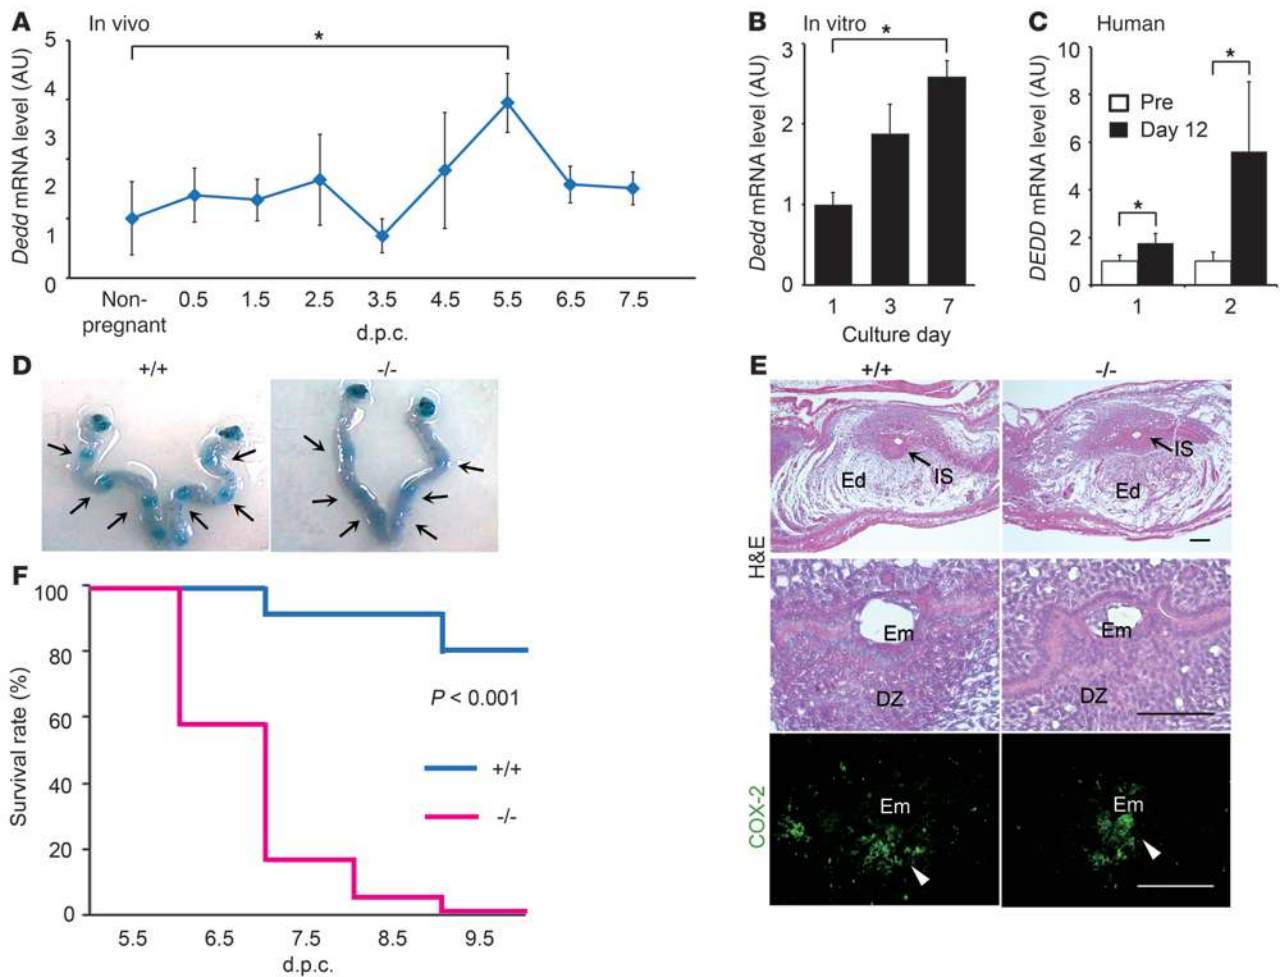 A In vivo
5
4
3
2
1
0
*
Dedd mRNA level (AU)
Non-
pregnant
0.5 1.5 2.5 3.5 4.5 5.5 6.5 7.5
d.p.c.
B In vitro
3
2
1
0
*
Dedd mRNA level (AU)
1 3 7
Culture day
C Human
10
8
6
4
2
0
DEDD mRNA level (AU)
Pre
Day 12
*
*
1 2
D
+/+ -/-
E
+/+ -/-
H&E
Ed IS
Ed IS
Em
DZ
Em
DZ
COX-2
Em
Em
F
100
80
60
40
20
0
Survival rate (%)
P < 0.001
+/+
-/-
5.5 6.5 7.5 8.5 9.5
d.p.c.